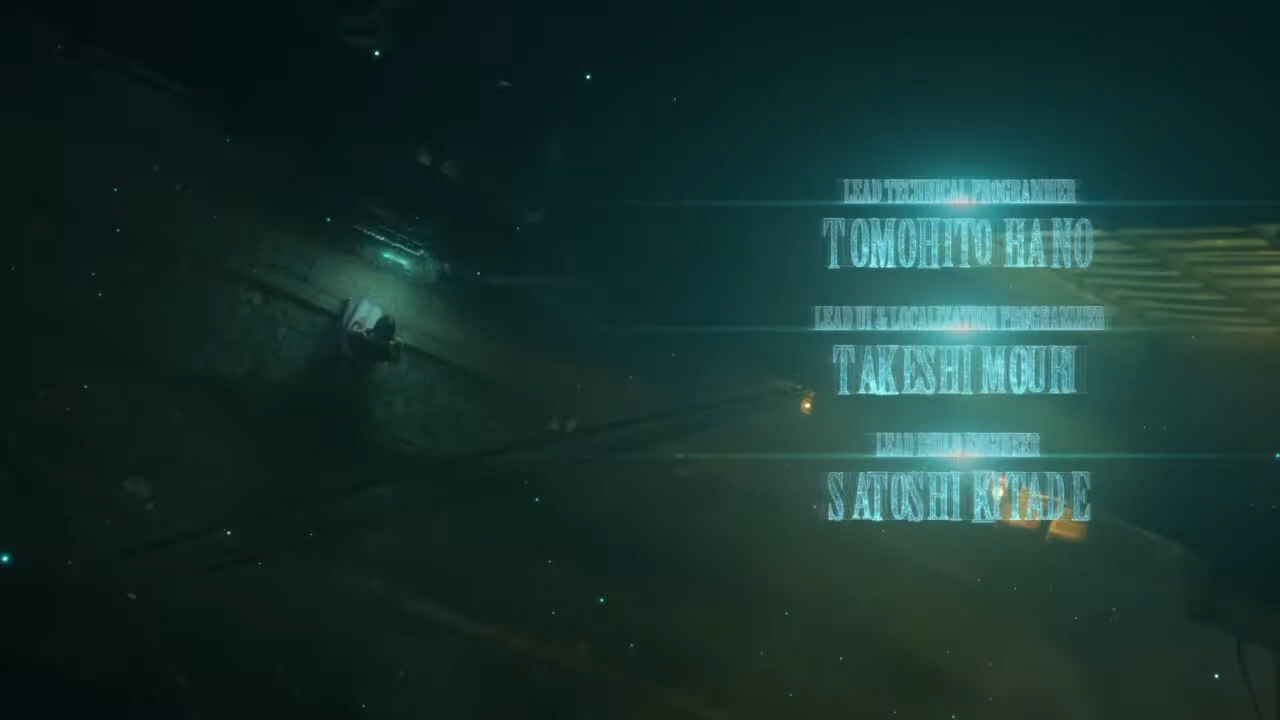 LEAD TECHNICAL PROGRAMMER
TOMOHITO HANO
LEAD UI & LOCALIZATION PROGRAMMER
TAKESHI MOURI
LEAD BUILD ENGINEER
SATOSHI KITADE